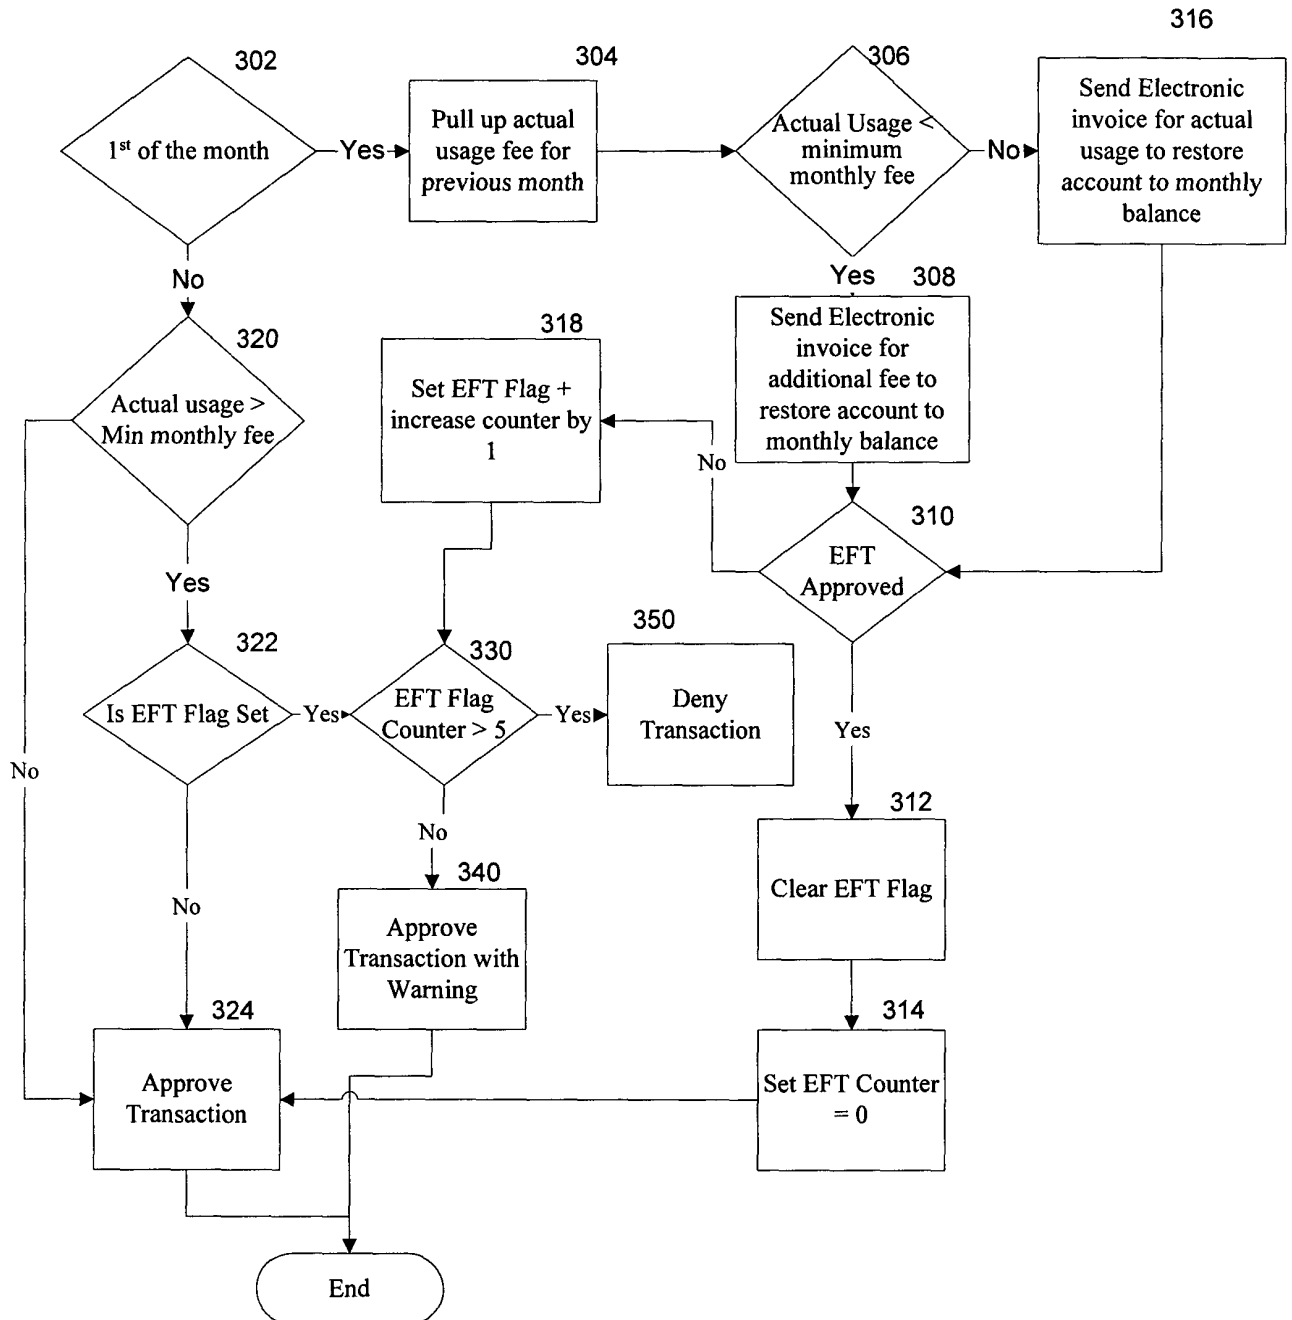 302
1st of the month
Yes
304
Pull up actual
usage fee for
previous month
306
Actual Usage <
minimum
monthly fee
No
316
Send Electronic
invoice for actual
usage to restore
account to monthly
balance
No
Yes
308
Send Electronic
invoice for
additional fee to
restore account to
monthly balance
320
Actual usage >
Min monthly fee
318
Set EFT Flag +
increase counter by
1
No
310
EFT
Approved
Yes
322
Is EFT Flag Set
Yes
330
EFT Flag
Counter > 5
Yes
350
Deny
Transaction
Yes
No
No
312
Clear EFT Flag
340
Approve
Transaction with
Warning
No
324
Approve
Transaction
314
Set EFT Counter
= 0
End